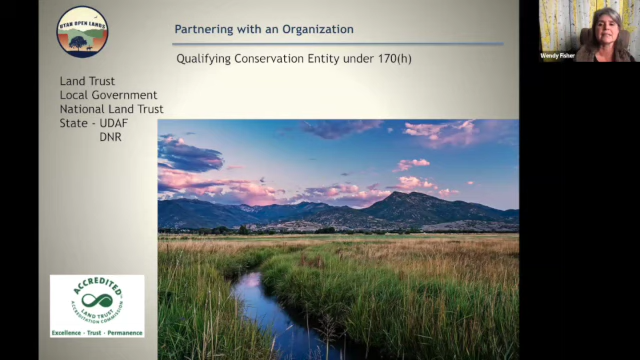 UTAH OPEN LANDS
Partnering with an Organization
Qualifying Conservation Entity under 170(h)
Land Trust
Local Government
National Land Trust
State - UDAF
DNR
ACCREDITED
LAND TRUST
ACCREDITATION COMMISSION
Excellence · Trust · Permanence
Wendy Fisher